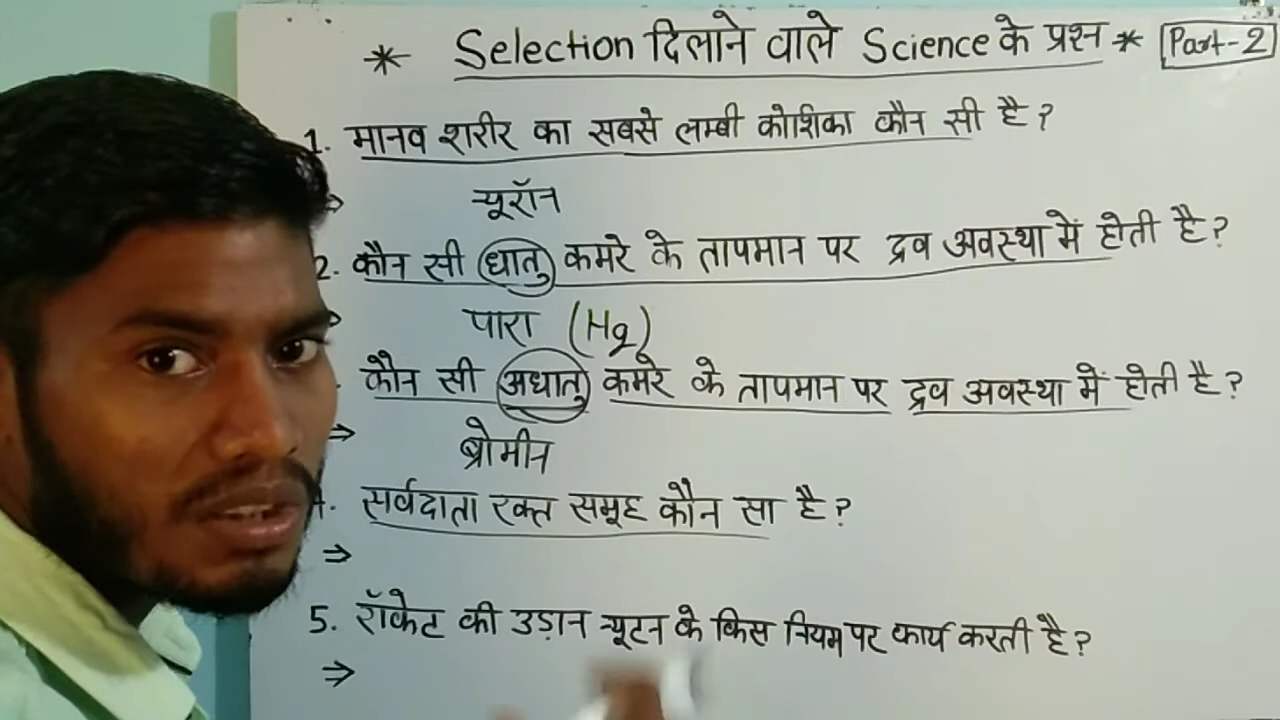 * Selection दिलाने वाले Science के प्रश्न * Part-2
1. मानव शरीर का सबसे लम्बी कोशिका कौन सी है?
⇒ न्यूरॉन
2. कौन सी धातु कमरे के तापमान पर द्रव अवस्था में होती है?
⇒ पारा (Hg)
. कौन सी अधातु कमरे के तापमान पर द्रव अवस्था में होती है?
⇒ ब्रोमीन
4. सर्वदाता रक्त समूह कौन सा है?
⇒
5. रॉकेट की उड़ान न्यूटन के किस नियम पर कार्य करती है?
⇒